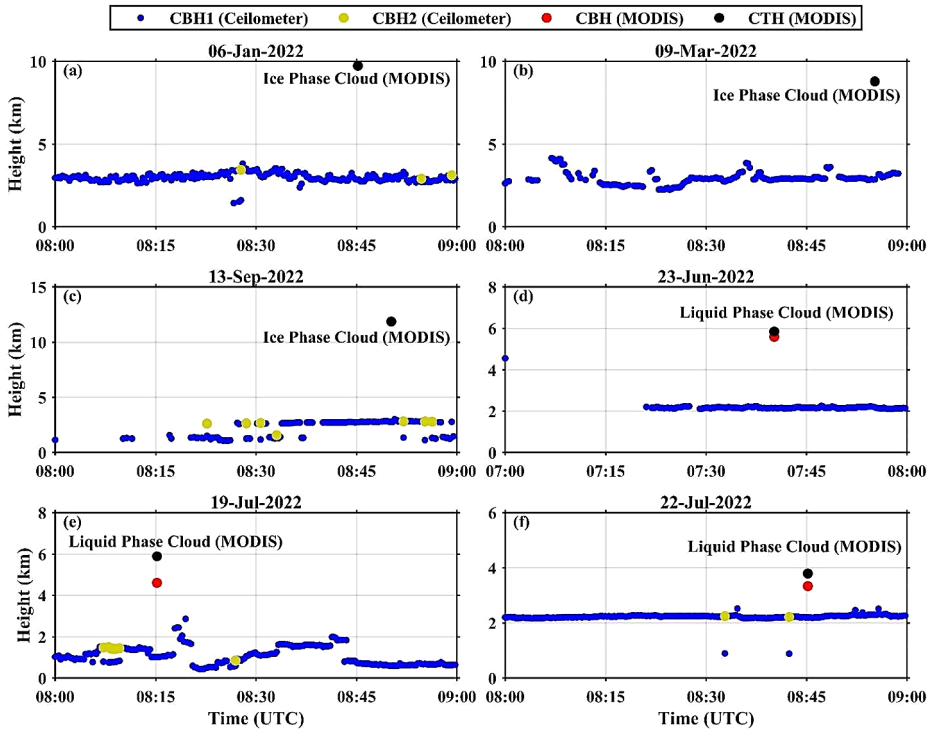 CBH1 (Ceilometer) CBH2 (Ceilometer) CBH (MODIS) CTH (MODIS)
06-Jan-2022 09-Mar-2022
(a) Ice Phase Cloud (MODIS)
10
5
0
Height (km)
08:00 08:15 08:30 08:45 09:00
(b) Ice Phase Cloud (MODIS)
10
5
0
08:00 08:15 08:30 08:45 09:00
13-Sep-2022 23-Jun-2022
(c) Ice Phase Cloud (MODIS)
15
10
5
0
Height (km)
08:00 08:15 08:30 08:45 09:00
(d) Liquid Phase Cloud (MODIS)
8
6
4
2
0
07:00 07:15 07:30 07:45 08:00
19-Jul-2022 22-Jul-2022
(e) Liquid Phase Cloud (MODIS)
8
6
4
2
0
Height (km)
08:00 08:15 08:30 08:45 09:00
Time (UTC)
(f) Liquid Phase Cloud (MODIS)
8
6
4
2
0
08:00 08:15 08:30 08:45 09:00
Time (UTC)